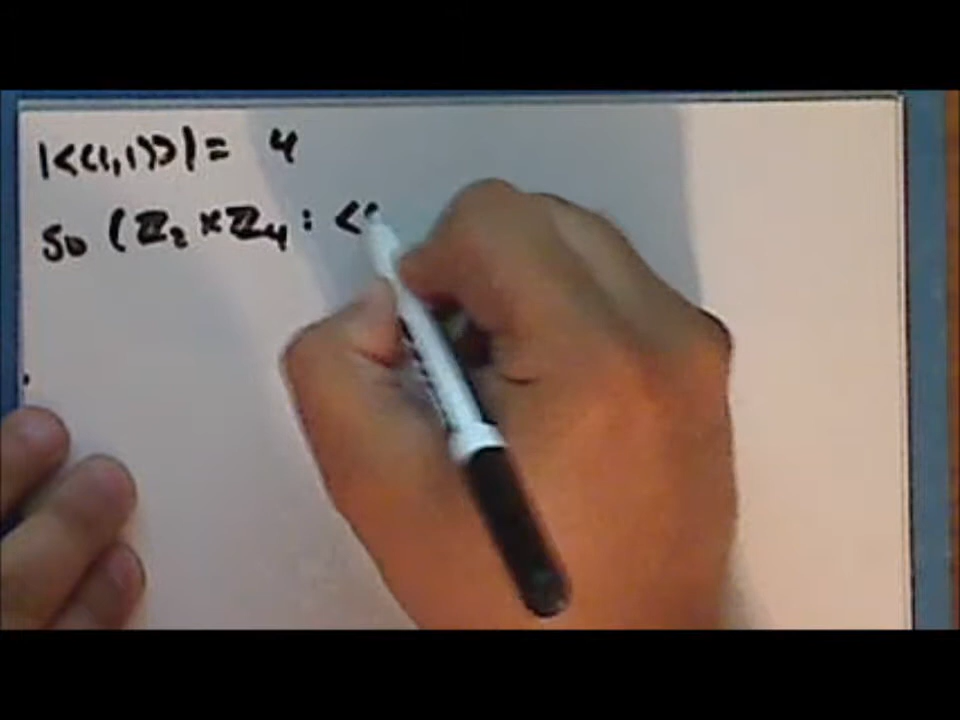 |<(1,1)>| = 4
So (ℤ₂ × ℤ₄ : <(